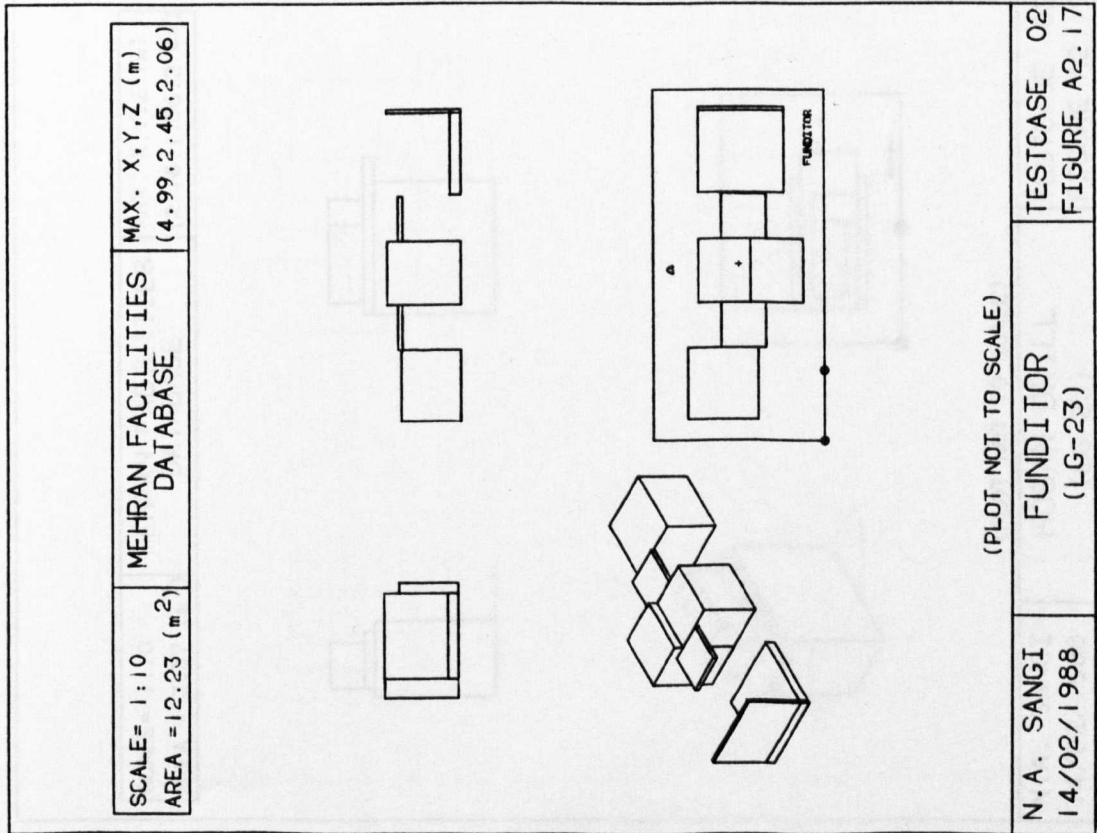 SCALE= 1:10
AREA =12.23 (m2)
MEHRAN FACILITIES
DATABASE
MAX. X,Y,Z (m)
(4.99,2.45,2.06)
FUNDITOR
(PLOT NOT TO SCALE)
N.A. SANGI
14/02/1988
FUNDITOR
(LG-23)
TESTCASE 02
FIGURE A2.17